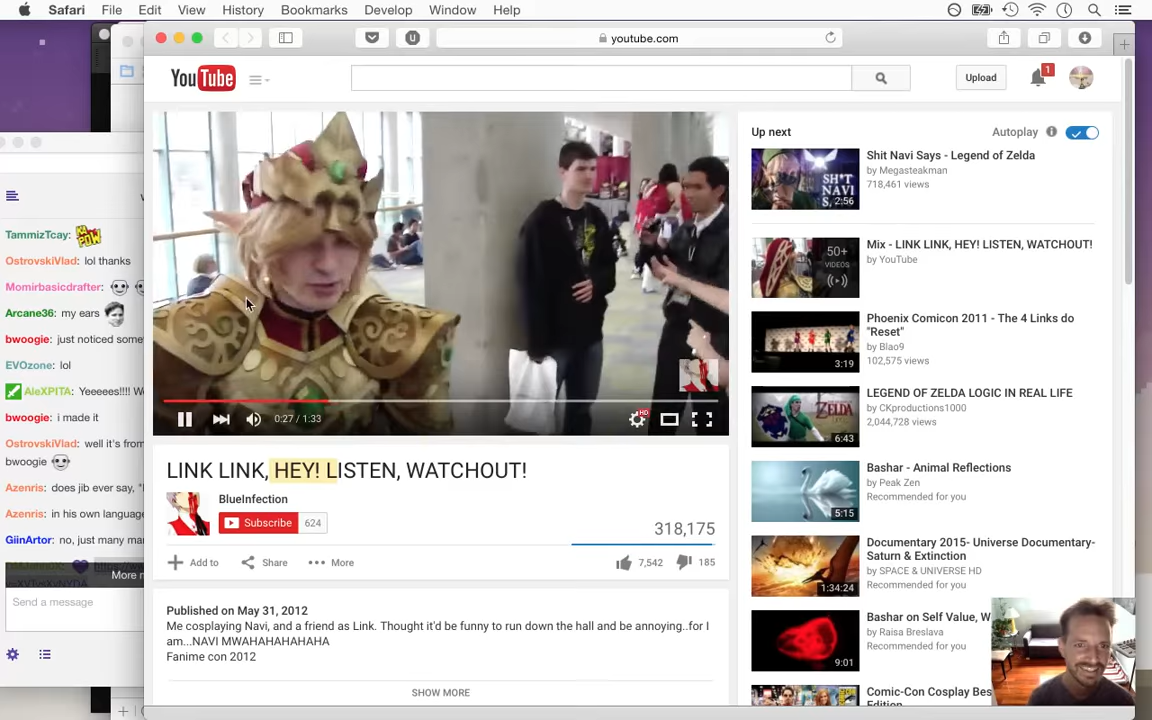 Safari File Edit View History Bookmarks Develop Window Help
youtube.com
YouTube
Upload
1
TammizTcay:
OstrovskiVlad: lol thanks
Momirbasicdrafter:
Arcane36: my ears
bwoogie: just noticed
EVOzone: lol
AleXPITA: Yeeeees!!!!
bwoogie: i made it
OstrovskiVlad: well it's from
bwoogie
Azenris: does jib ever say,
Azenris: in his own language
GiinArtor: no, just many
More
Send a message
0:27 / 1:33
HD
LINK LINK, HEY! LISTEN, WATCHOUT!
BlueInfection
Subscribe 624
318,175
Add to Share More 7,542 185
Published on May 31, 2012
Me cosplaying Navi, and a friend as Link. Thought it'd be funny to run down the hall and be annoying..for I
am...NAVI MWAHAHAHAHAHA
Fanime con 2012
SHOW MORE
Up next Autoplay
SH*T
NAVI
2:56
Shit Navi Says - Legend of Zelda
by Megasteakman
718,461 views
50+
VIDEOS
Mix - LINK LINK, HEY! LISTEN, WATCHOUT!
by YouTube
3:19
Phoenix Comicon 2011 - The 4 Links do
"Reset"
by Blao9
102,575 views
ZELDA
6:43
LEGEND OF ZELDA LOGIC IN REAL LIFE
by CKproductions1000
2,044,728 views
5:15
Bashar - Animal Reflections
by Peak Zen
Recommended for you
1:34:24
Documentary 2015- Universe Documentary-
Saturn & Extinction
by SPACE & UNIVERSE HD
Recommended for you
9:01
Bashar on Self Value,
by Raisa Breslava
Recommended for you
Comic-Con Cosplay
Edition